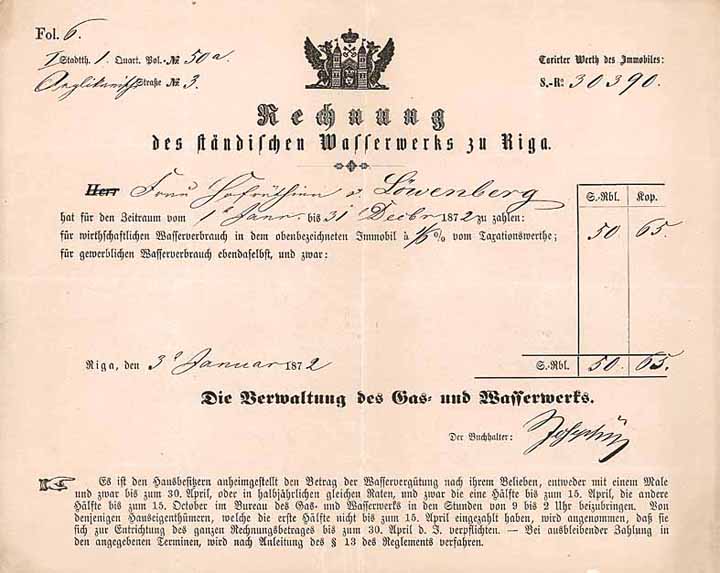 Fol. 6.
I Stadtth. 1. Quart. Pol.-№ 50a.
Anglikanische Straße № 3.
Taxirter Werth des Immobiles:
S.-Ro 30390.
Rechnung
des ständischen Wasserwerks zu Riga.
Herr Frau Hofräthin v. Löwenberg
hat für den Zeitraum vom 1t Janr. bis 31 Decbr 1872 zu zahlen:
für wirthschaftlichen Wasserverbrauch in dem obenbezeichneten Immobil à 1/6 % vom Taxationswerthe;
für gewerblichen Wasserverbrauch ebendaselbst, und zwar:
S.-Rbl. Kop.
50 65.
Riga, den 3t Januar 1872
S.-Rbl. 50 65.
Die Verwaltung des Gas- und Wasserwerks.
Der Buchhalter:
Es ist den Hausbesitzern anheimgestellt den Betrag der Wasservergütung nach ihrem Belieben, entweder mit einem Male
und zwar bis zum 30. April, oder in halbjährlichen gleichen Raten, und zwar die eine Hälfte bis zum 15. April, die andere
Hälfte bis zum 15. October im Bureau des Gas- und Wasserwerks in den Stunden von 9 bis 2 Uhr beizubringen. Von
denjenigen Hauseigenthümern, welche die erste Hälfte nicht bis zum 15. April eingezahlt haben, wird angenommen, daß sie
sich zur Entrichtung des ganzen Rechnungsbetrages bis zum 30. April d. J. verpflichten. — Bei ausbleibender Zahlung in
den angegebenen Terminen, wird nach Anleitung des § 13 des Reglements verfahren.